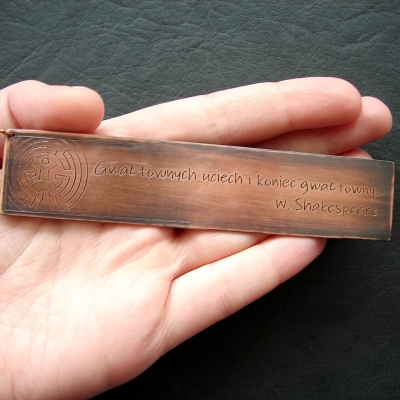 Gwałtownych uciech i koniec gwałtowny-
W. Shakespeare